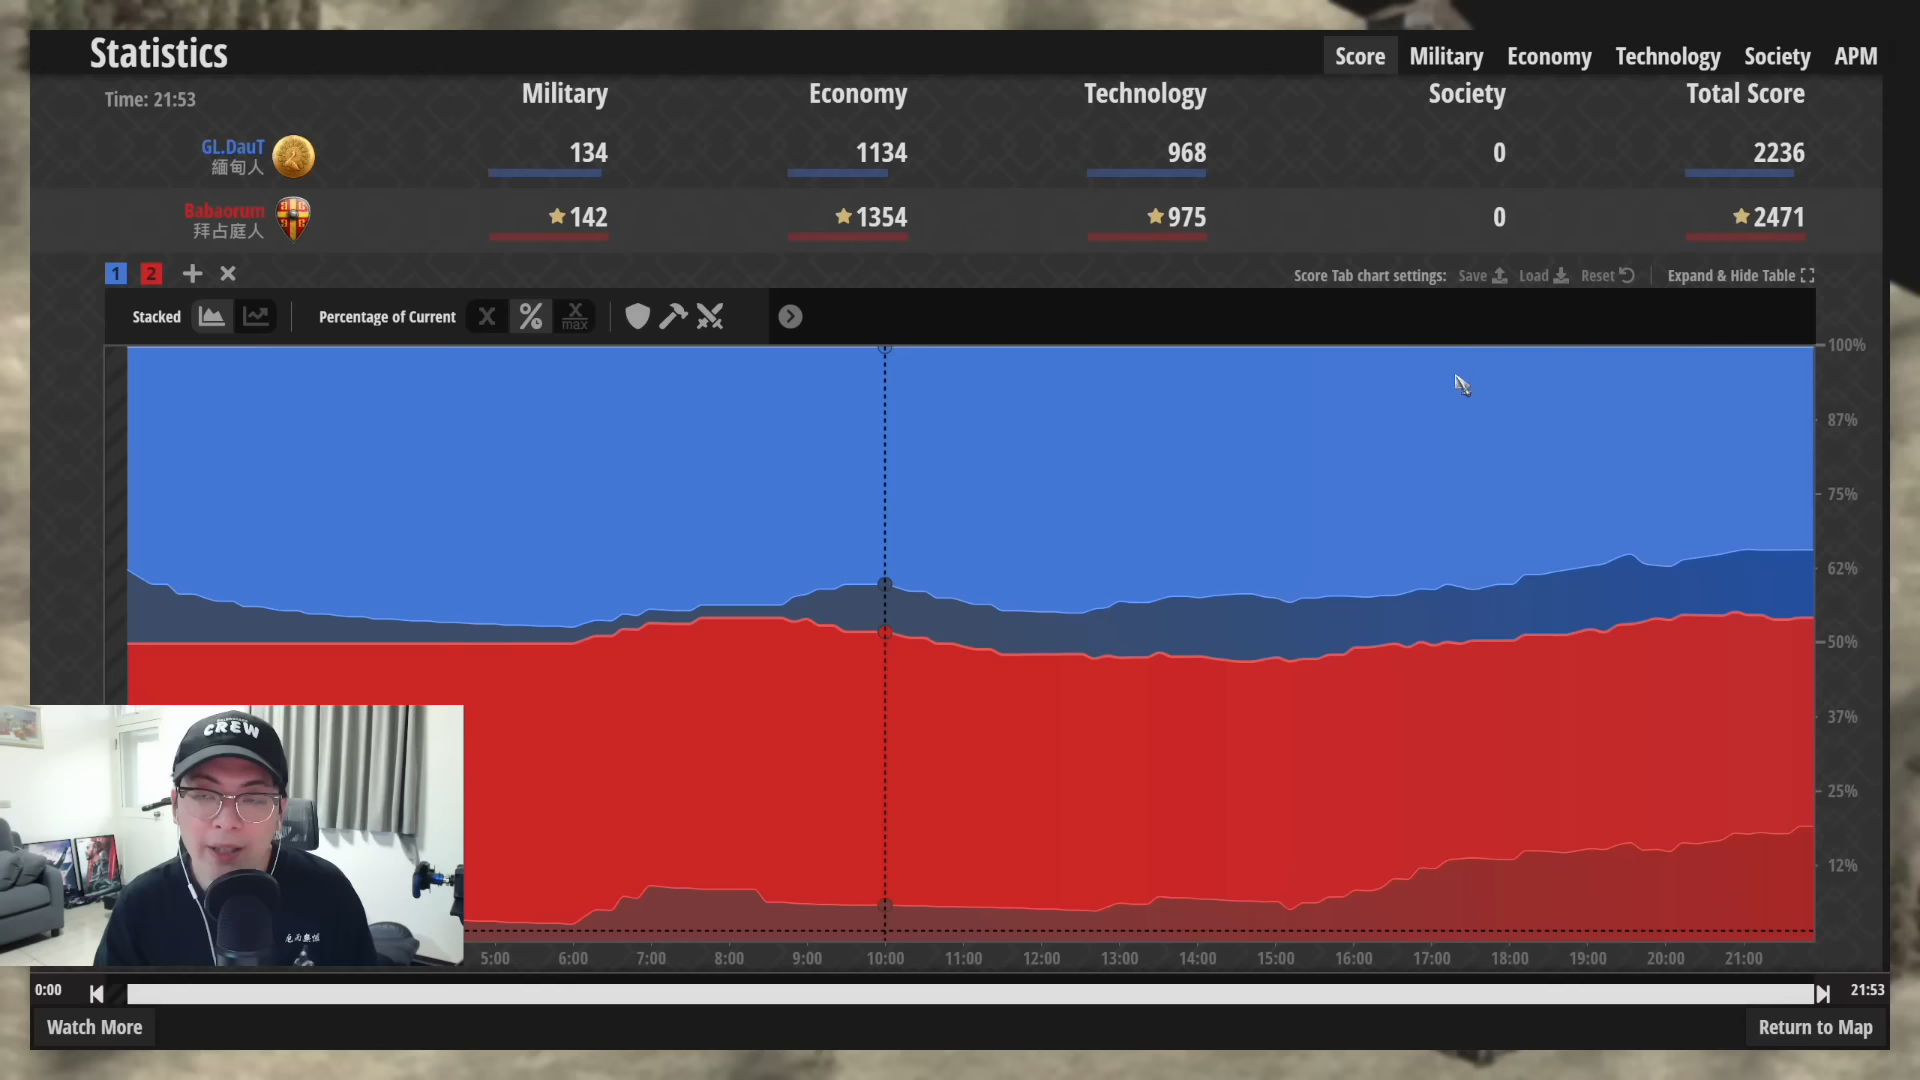 Statistics
Score Military Economy Technology Society APM
Time: 21:53
Military Economy Technology Society Total Score
GL.DauT
緬甸人
134 1134 968 0 2236
Babaorum
拜占庭人
142 1354 975 0 2471
1 2
Score Tab chart settings: Save Load Reset Expand & Hide Table
Stacked Percentage of Current X % X max
100%
87%
75%
62%
50%
37%
25%
12%
CREW
5:00 6:00 7:00 8:00 9:00 10:00 11:00 12:00 13:00 14:00 15:00 16:00 17:00 18:00 19:00 20:00 21:00
0:00 21:53
Watch More Return to Map